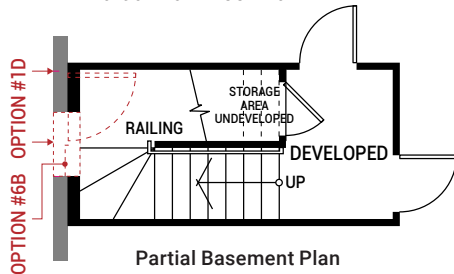 OPTION #1D
OPTION #6B
STORAGE
AREA
UNDEVELOPED
RAILING
DEVELOPED
UP
Partial Basement Plan